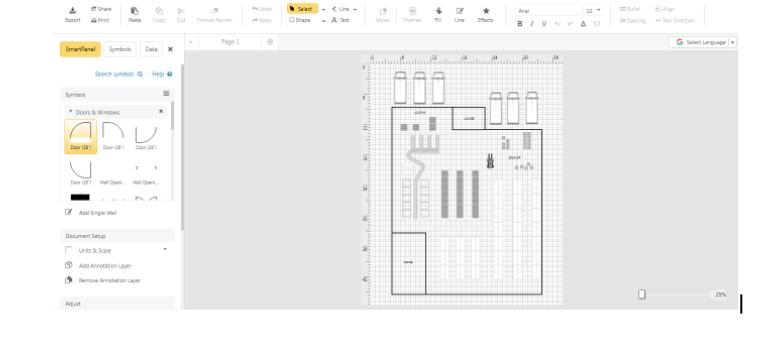 Share
Export
Print
Paste
Copy
Cut
Format Painter
Undo
Redo
Select
Shape
Line
Text
Styles
Themes
Fill
Line
Effects
Arial
10
B I U
Bullet
Align
Spacing
Text Direction
SmartPanel
Symbols
Data
Page 1
Select Language
Search symbols
Help
Symbols
Doors & Windows
Door (28")
Door (28")
Door (28")
Door (28")
Wall Openi...
Wall Openi...
Add Single Wall
Document Setup
Units & Scale
Add Annotation Layer
Remove Annotation Layer
Adjust
25%